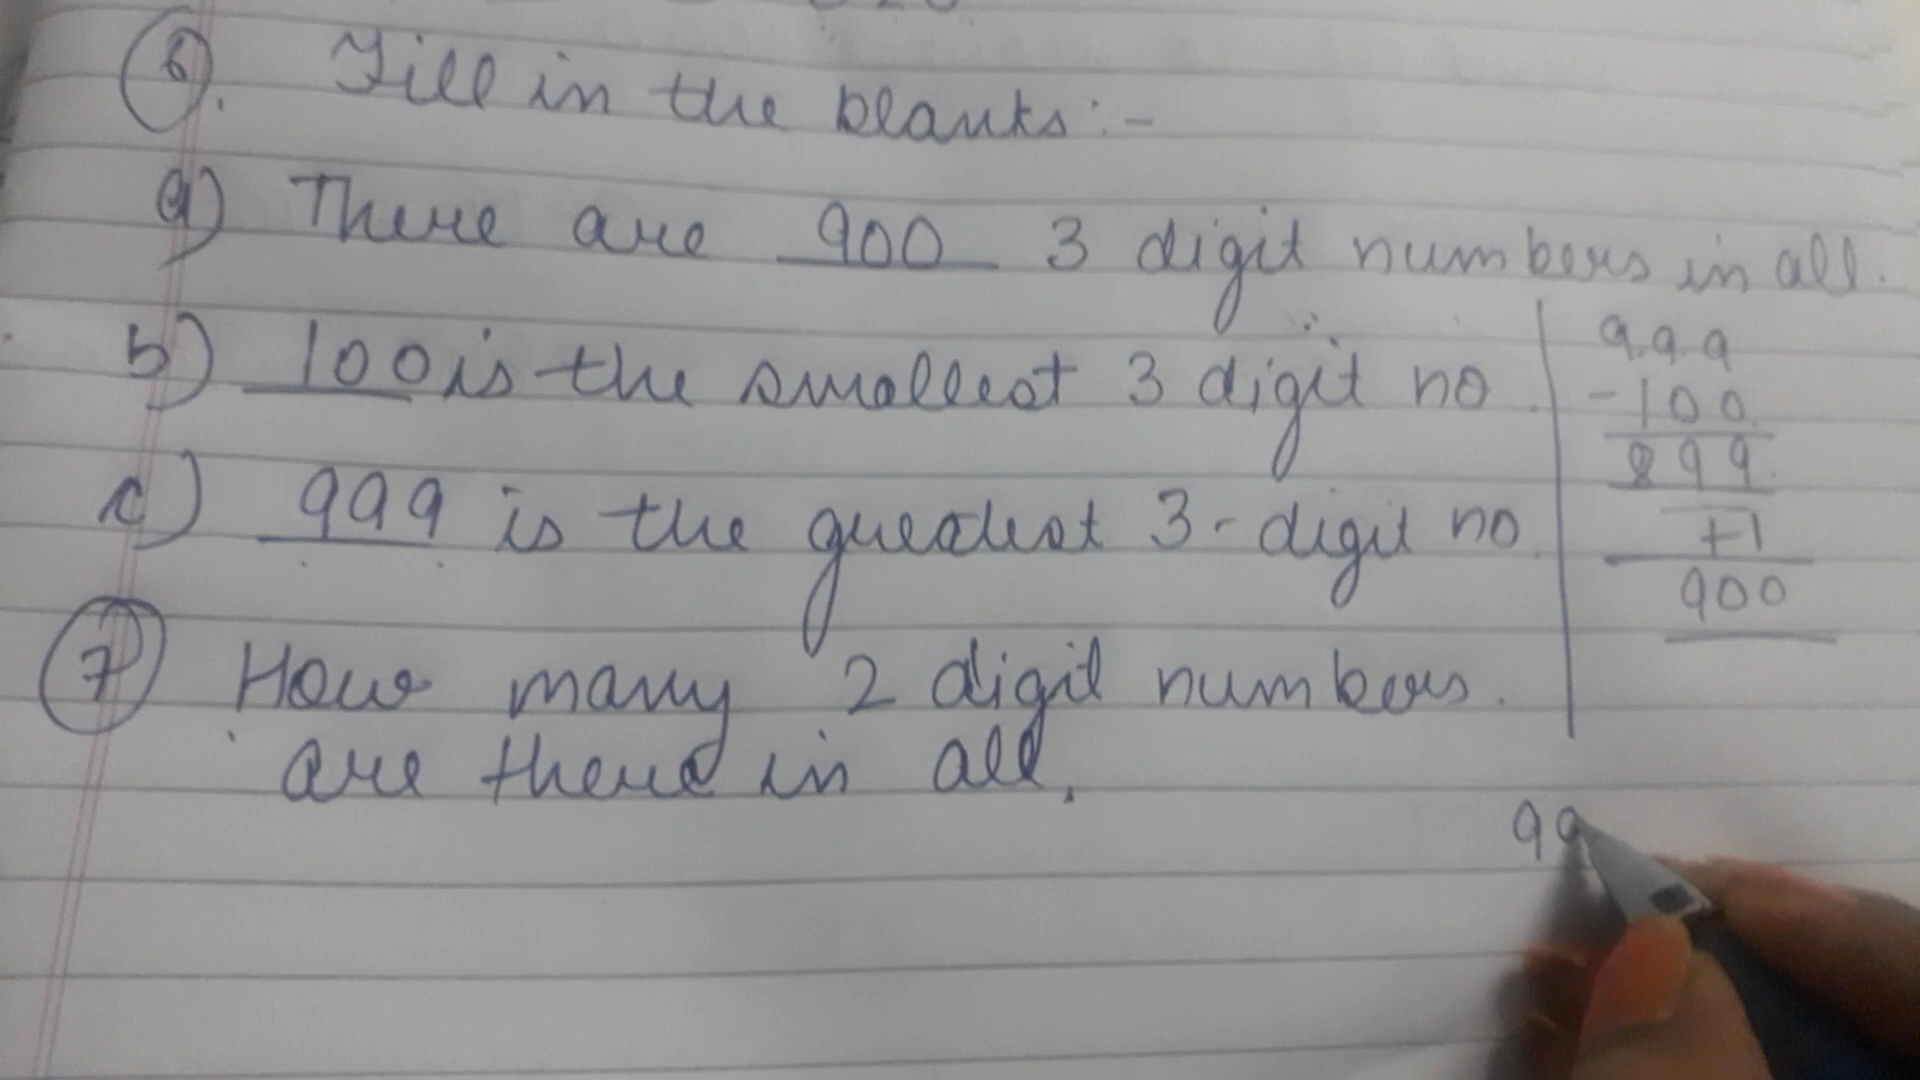 6. Fill in the blanks:-
a) There are 900 3 digit numbers in all.
b) 100 is the smallest 3 digit no.
c) 999 is the greatest 3-digit no.
999
-100
899
+1
900
7 How many 2 digit numbers.
are there in all.
99